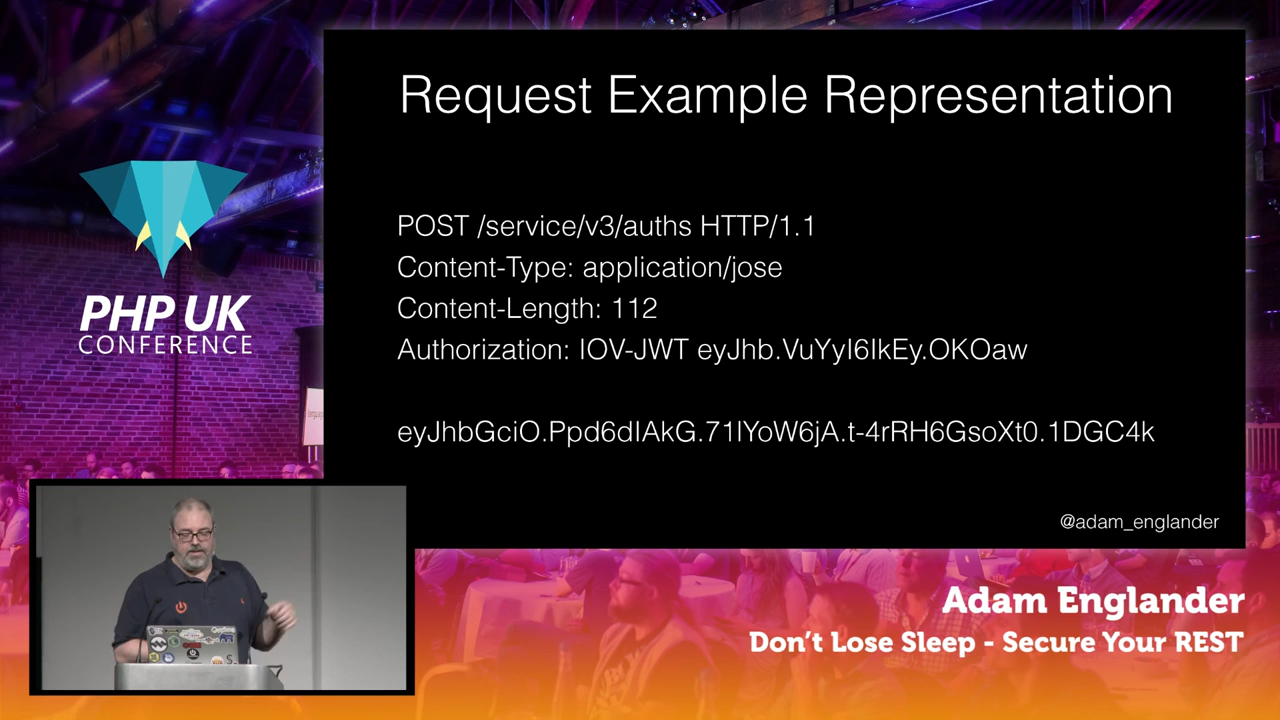 Request Example Representation
POST /service/v3/auths HTTP/1.1
Content-Type: application/jose
Content-Length: 112
Authorization: IOV-JWT eyJhb.VuYyI6IkEy.OKOaw
eyJhbGciO.Ppd6dIAkG.71lYoW6jA.t-4rRH6GsoXt0.1DGC4k
@adam_englander
PHP UK
CONFERENCE
Adam Englander
Don't Lose Sleep - Secure Your REST